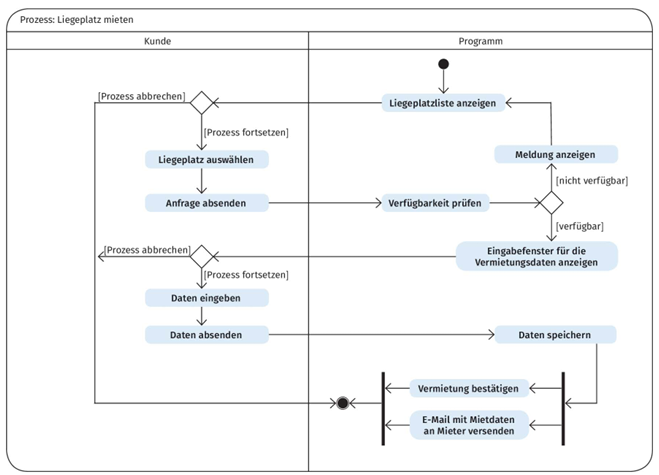 Prozess: Liegeplatz mieten
Kunde
Programm
[Prozess abbrechen]
Liegeplatzliste anzeigen
[Prozess fortsetzen]
Liegeplatz auswählen
Meldung anzeigen
[nicht verfügbar]
Anfrage absenden
Verfügbarkeit prüfen
[verfügbar]
[Prozess abbrechen]
Eingabefenster für die
Vermietungsdaten anzeigen
[Prozess fortsetzen]
Daten eingeben
Daten absenden
Daten speichern
Vermietung bestätigen
E-Mail mit Mietdaten
an Mieter versenden